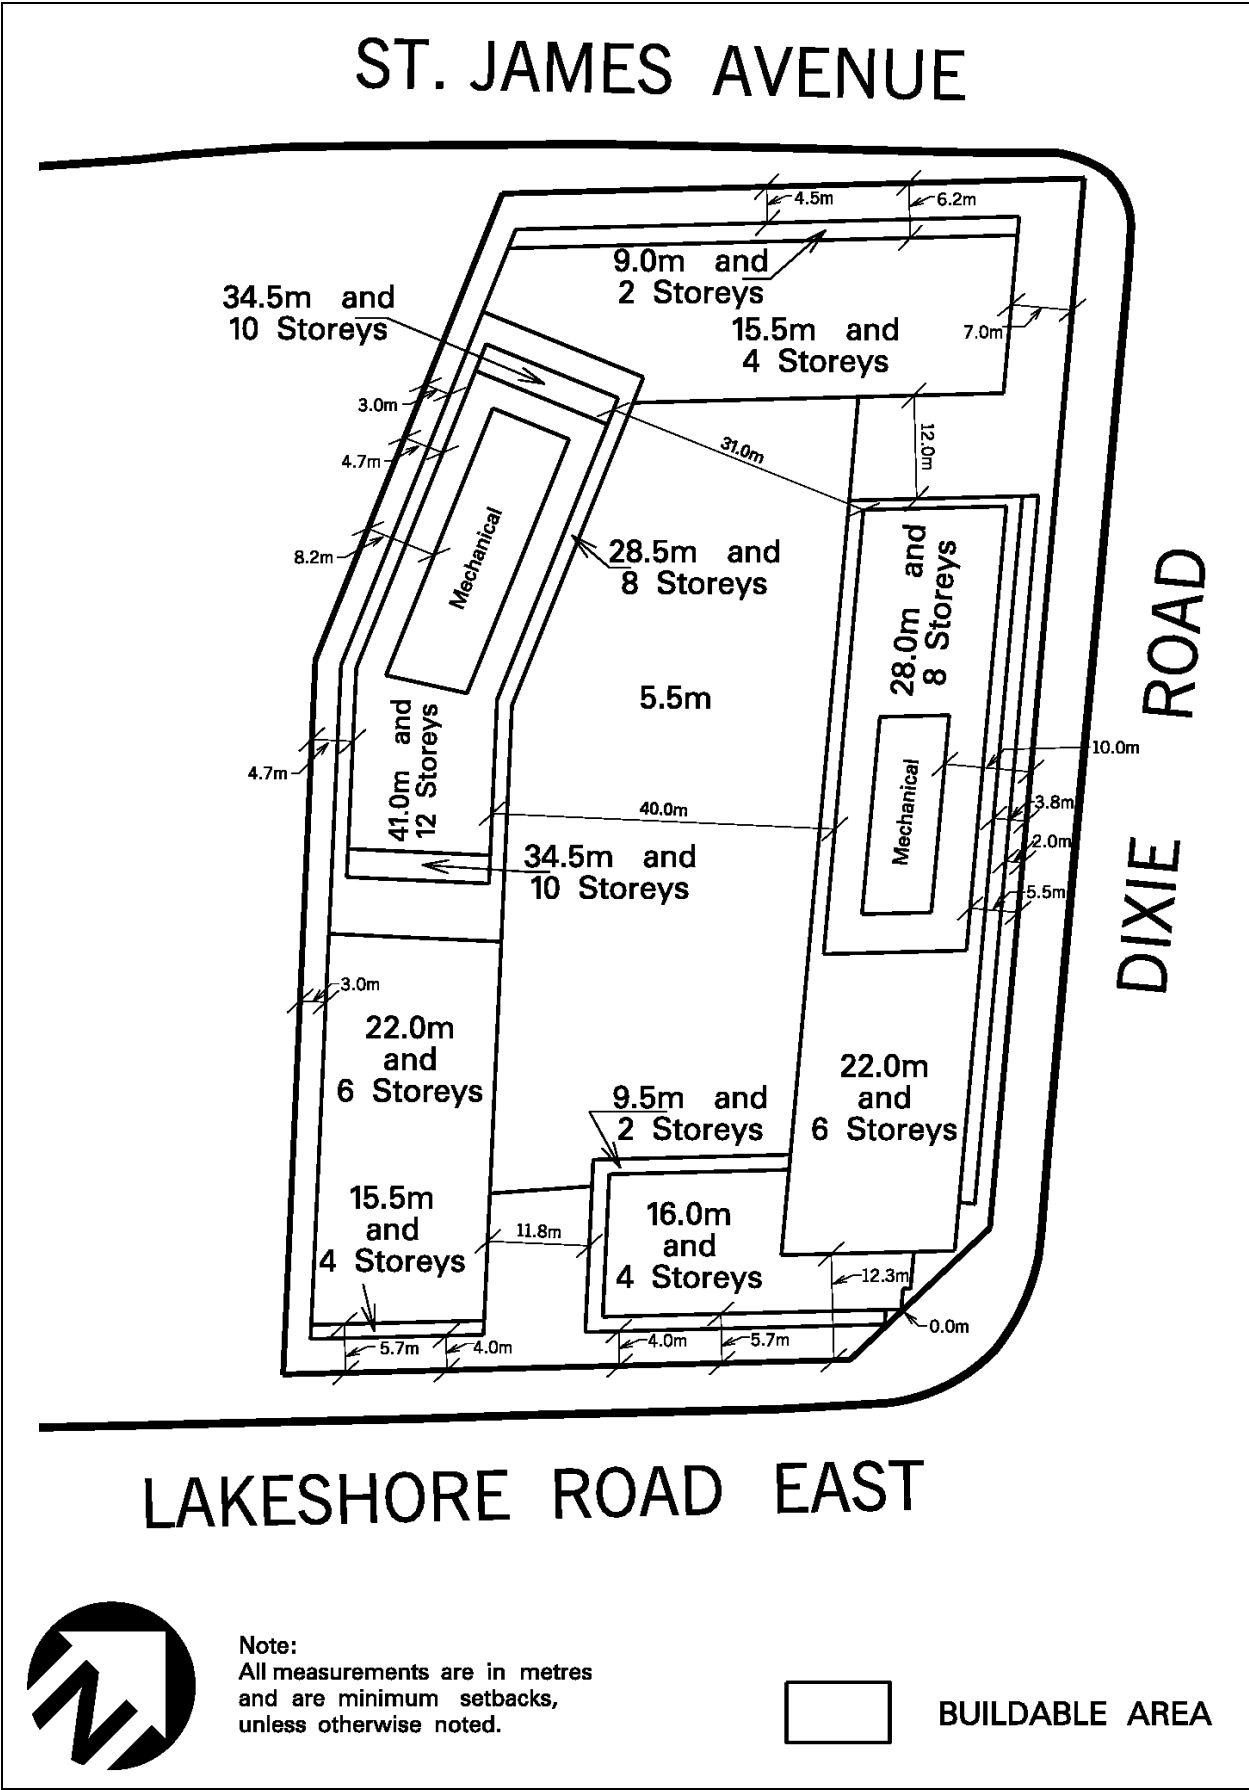 ST. JAMES AVENUE
4.5m
6.2m
9.0m and
2 Storeys
34.5m and
10 Storeys
15.5m and
4 Storeys
7.0m
3.0m
4.7m
31.0m
12.0m
8.2m
Mechanical
28.5m and
8 Storeys
28.0m and
8 Storeys
DIXIE ROAD
5.5m
4.7m
41.0m and
12 Storeys
40.0m
Mechanical
10.0m
3.8m
2.0m
5.5m
34.5m and
10 Storeys
3.0m
22.0m
and
6 Storeys
22.0m
and
6 Storeys
9.5m and
2 Storeys
15.5m
and
4 Storeys
11.8m
16.0m
and
4 Storeys
12.3m
0.0m
5.7m
4.0m
4.0m
5.7m
LAKESHORE ROAD EAST
N
Note:
All measurements are in metres
and are minimum setbacks,
unless otherwise noted.
BUILDABLE AREA